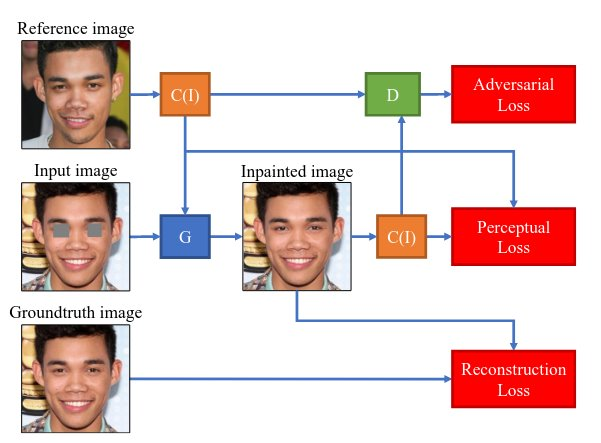 Reference image
C(I)
D
Adversarial
Loss
Input image
Inpainted image
G
C(I)
Perceptual
Loss
Groundtruth image
Reconstruction
Loss